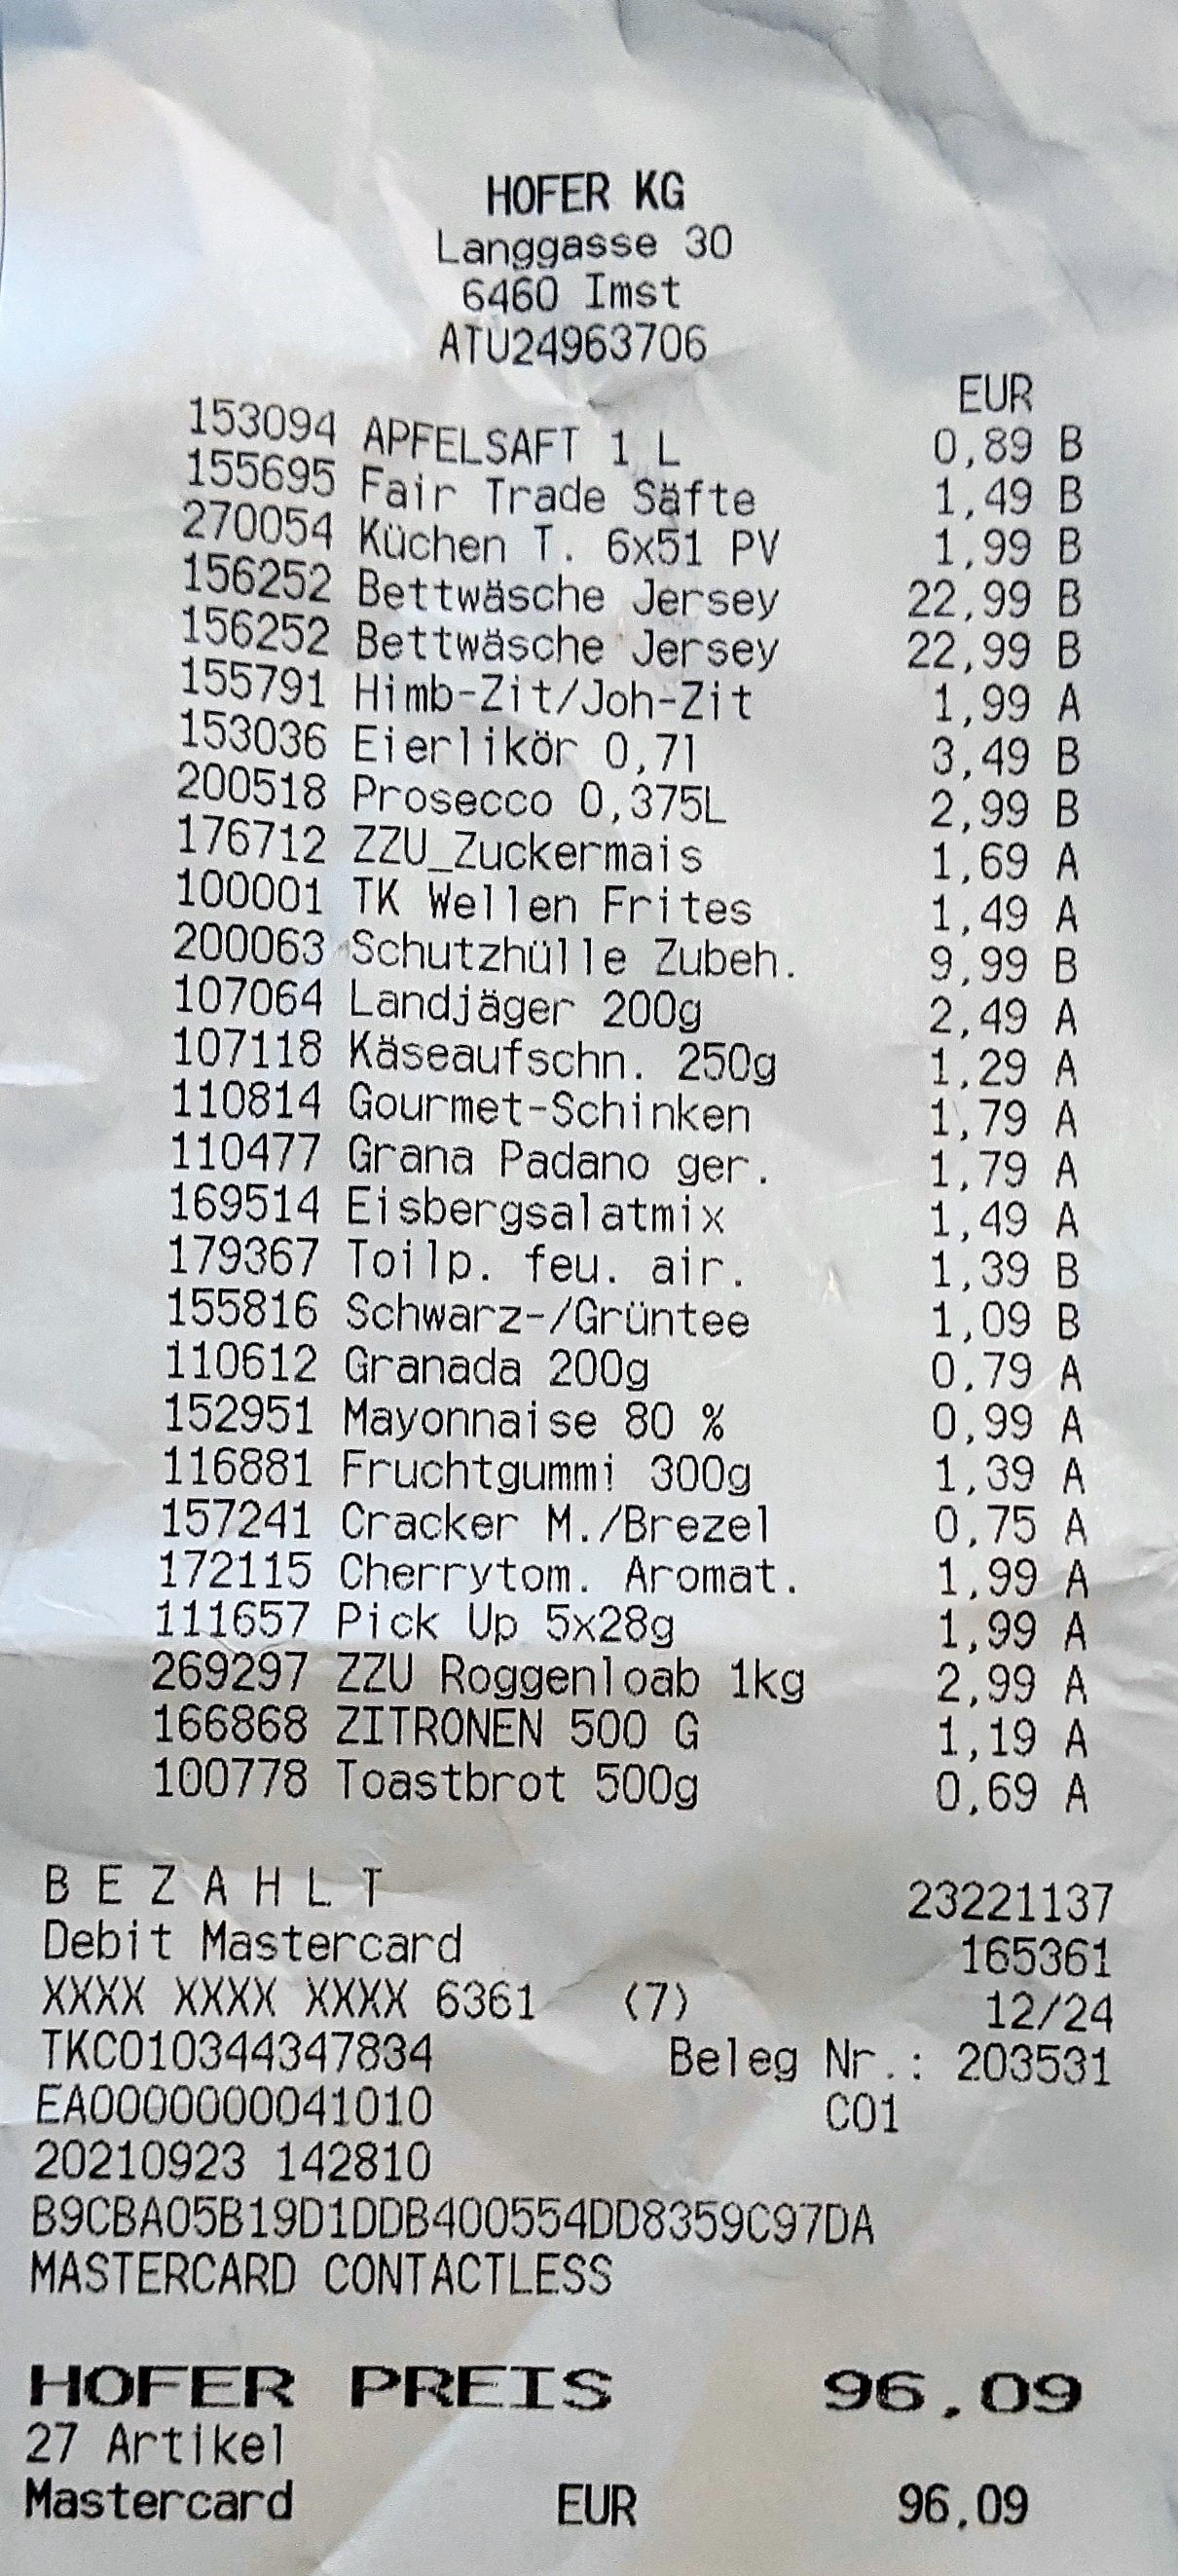 HOFER KG
Langgasse 30
6460 Imst
ATU24963706
EUR
153094 APFELSAFT 1 L 0,89 B
155695 Fair Trade Säfte 1,49 B
270054 Küchen T. 6x51 PV 1,99 B
156252 Bettwäsche Jersey 22,99 B
156252 Bettwäsche Jersey 22,99 B
155791 Himb-Zit/Joh-Zit 1,99 A
153036 Eierlikör 0,7l 3,49 B
200518 Prosecco 0,375L 2,99 B
176712 ZZU_Zuckermais 1,69 A
100001 TK Wellen Frites 1,49 A
200063 Schutzhülle Zubeh. 9,99 B
107064 Landjäger 200g 2,49 A
107118 Käseaufschn. 250g 1,29 A
110814 Gourmet-Schinken 1,79 A
110477 Grana Padano ger. 1,79 A
169514 Eisbergsalatmix 1,49 A
179367 Toilp. feu. air. 1,39 B
155816 Schwarz-/Grüntee 1,09 B
110612 Granada 200g 0,79 A
152951 Mayonnaise 80 % 0,99 A
116881 Fruchtgummi 300g 1,39 A
157241 Cracker M./Brezel 0,75 A
172115 Cherrytom. Aromat. 1,99 A
111657 Pick Up 5x28g 1,99 A
269297 ZZU Roggenloab 1kg 2,99 A
166868 ZITRONEN 500 G 1,19 A
100778 Toastbrot 500g 0,69 A
B E Z A H L T 23221137
Debit Mastercard 165361
XXXX XXXX XXXX 6361 (7) 12/24
TKC010344347834 Beleg Nr.: 203531
EA0000000041010 C01
20210923 142810
B9CBA05B19D1DDB400554DD8359C97DA
MASTERCARD CONTACTLESS
HOFER PREIS 96,09
27 Artikel
Mastercard EUR 96,09